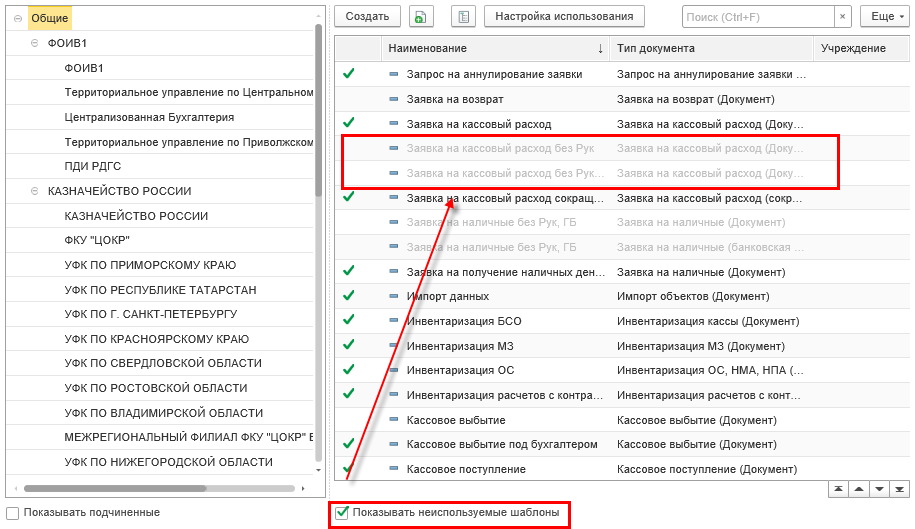 Общие
ФОИВ1
ФОИВ1
Территориальное управление по Центральном
Централизованная Бухгалтерия
Территориальное управление по Приволжском
ПДИ РДГС
КАЗНАЧЕЙСТВО РОССИИ
КАЗНАЧЕЙСТВО РОССИИ
ФКУ "ЦОКР"
УФК ПО ПРИМОРСКОМУ КРАЮ
УФК ПО РЕСПУБЛИКЕ ТАТАРСТАН
УФК ПО Г. САНКТ-ПЕТЕРБУРГУ
УФК ПО КРАСНОЯРСКОМУ КРАЮ
УФК ПО СВЕРДЛОВСКОЙ ОБЛАСТИ
УФК ПО РОСТОВСКОЙ ОБЛАСТИ
УФК ПО ВЛАДИМИРСКОЙ ОБЛАСТИ
МЕЖРЕГИОНАЛЬНЫЙ ФИЛИАЛ ФКУ "ЦОКР"
УФК ПО НИЖЕГОРОДСКОЙ ОБЛАСТИ
Показывать подчиненные
Создать Настройка использования Поиск (Ctrl+F) × Еще
Наименование ↓ Тип документа Учреждение
Запрос на аннулирование заявки Запрос на аннулирование заявки ...
Заявка на возврат Заявка на возврат (Документ)
Заявка на кассовый расход Заявка на кассовый расход (Доку...
Заявка на кассовый расход без Рук Заявка на кассовый расход (Доку...
Заявка на кассовый расход без Рук... Заявка на кассовый расход (Доку...
Заявка на кассовый расход сокращ... Заявка на кассовый расход (сокр...
Заявка на наличные без Рук, ГБ Заявка на наличные (Документ)
Заявка на наличные без Рук, ГБ Заявка на наличные (банковская ...
Заявка на получение наличных ден... Заявка на наличные (Документ)
Импорт данных Импорт объектов (Документ)
Инвентаризация БСО Инвентаризация кассы (Документ)
Инвентаризация МЗ Инвентаризация МЗ (Документ)
Инвентаризация ОС Инвентаризация ОС, НМА, НПА (...
Инвентаризация расчетов с контра... Инвентаризация расчетов с конт...
Кассовое выбытие Кассовое выбытие (Документ)
Кассовое выбытие под бухгалтером Кассовое выбытие (Документ)
Кассовое поступление Кассовое поступление (Документ)
Показывать неиспользуемые шаблоны